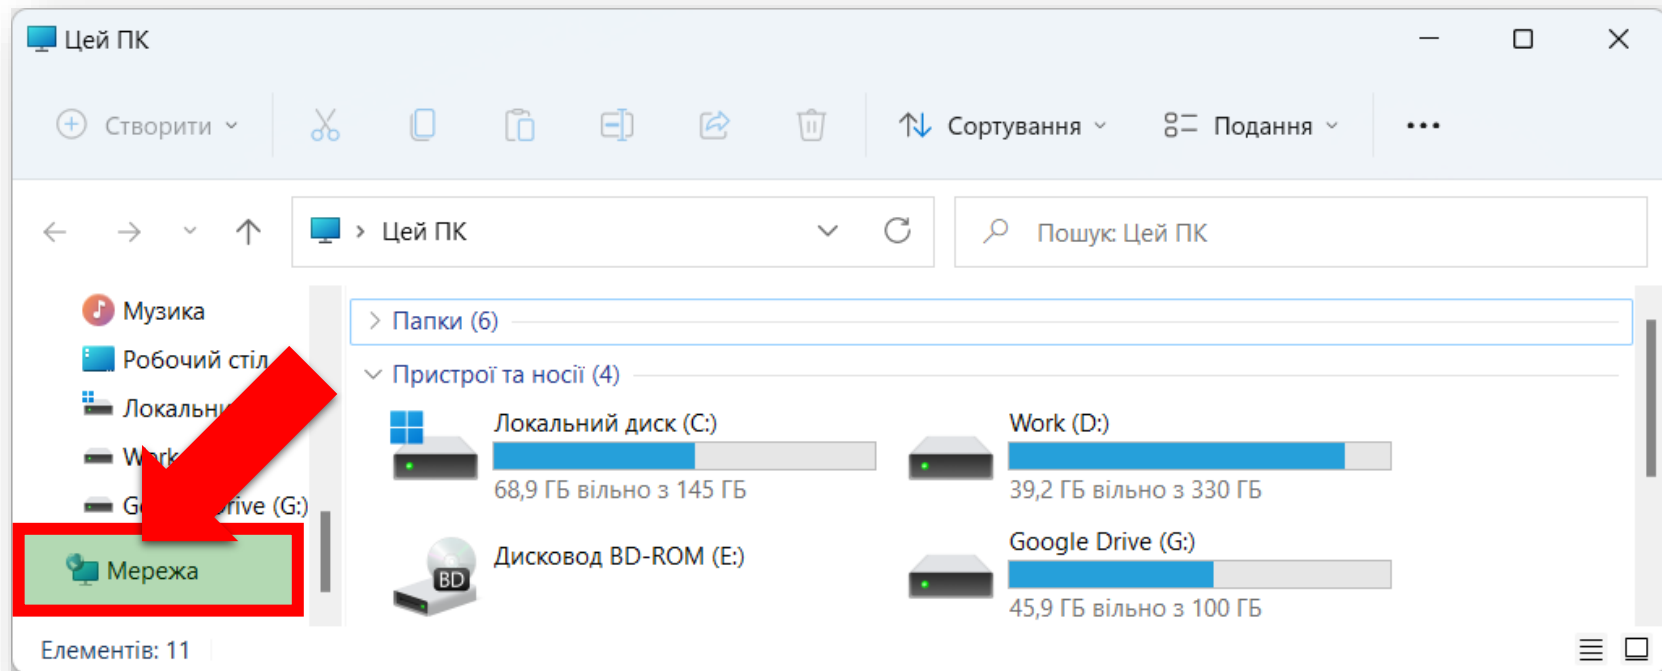 Цей ПК
Створити
Сортування
Подання
Цей ПК
Пошук: Цей ПК
Музика
Робочий стіл
Work
Drive (G:)
Мережа
Папки (6)
Пристрої та носії (4)
Локальний диск (C:)
68,9 ГБ вільно з 145 ГБ
Work (D:)
39,2 ГБ вільно з 330 ГБ
Дисковод BD-ROM (E:)
BD
Google Drive (G:)
45,9 ГБ вільно з 100 ГБ
Елементів: 11